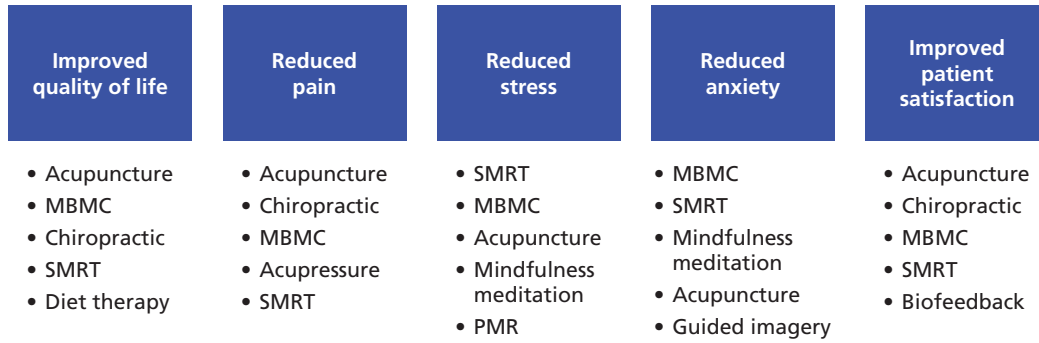 Improved
quality of life
• Acupuncture
• MBMC
• Chiropractic
• SMRT
• Diet therapy
Reduced
pain
• Acupuncture
• Chiropractic
• MBMC
• Acupressure
• SMRT
Reduced
stress
• SMRT
• MBMC
• Acupuncture
• Mindfulness
meditation
• PMR
Reduced
anxiety
• MBMC
• SMRT
• Mindfulness
meditation
• Acupuncture
• Guided imagery
Improved
patient
satisfaction
• Acupuncture
• Chiropractic
• MBMC
• SMRT
• Biofeedback